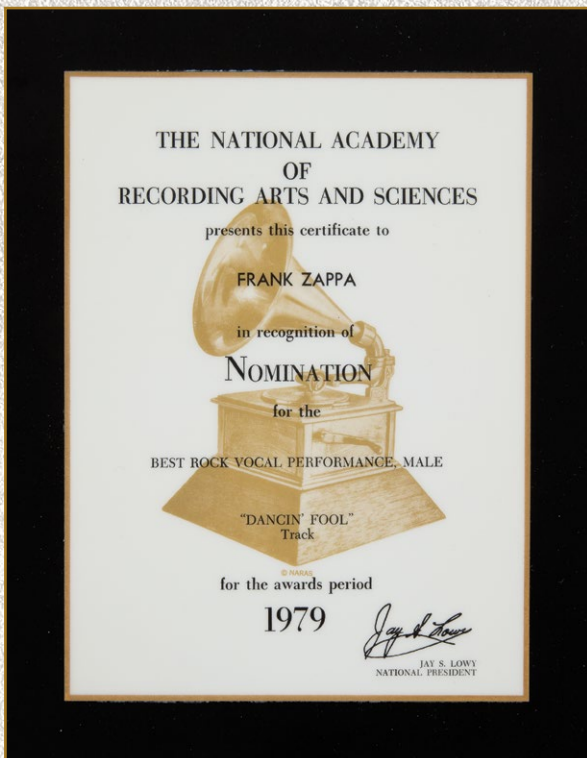 THE NATIONAL ACADEMY
OF
RECORDING ARTS AND SCIENCES
presents this certificate to
FRANK ZAPPA
in recognition of
NOMINATION
for the
BEST ROCK VOCAL PERFORMANCE, MALE
"DANCIN' FOOL"
Track
© NARAS
for the awards period
1979
Jay S. Lowy
JAY S. LOWY
NATIONAL PRESIDENT